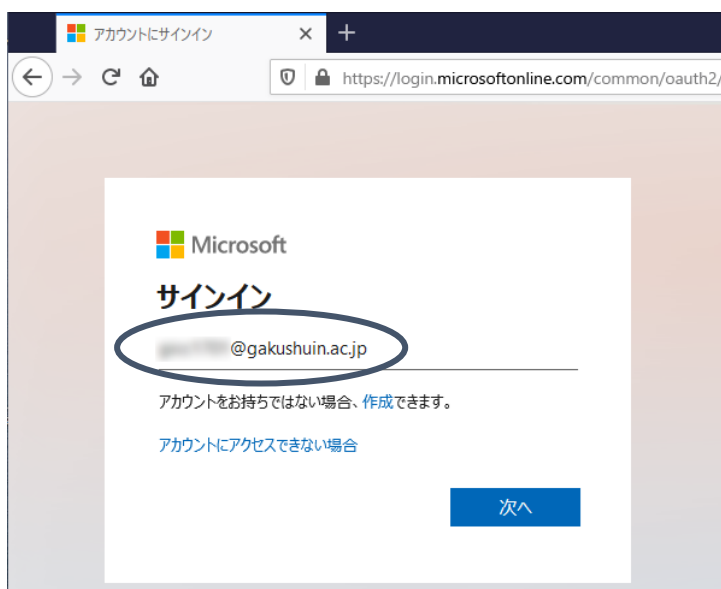 アカウントにサインイン
https://login.microsoftonline.com/common/oauth2/
Microsoft
サインイン
@gakushuin.ac.jp
アカウントをお持ちではない場合、作成できます。
アカウントにアクセスできない場合
次へ